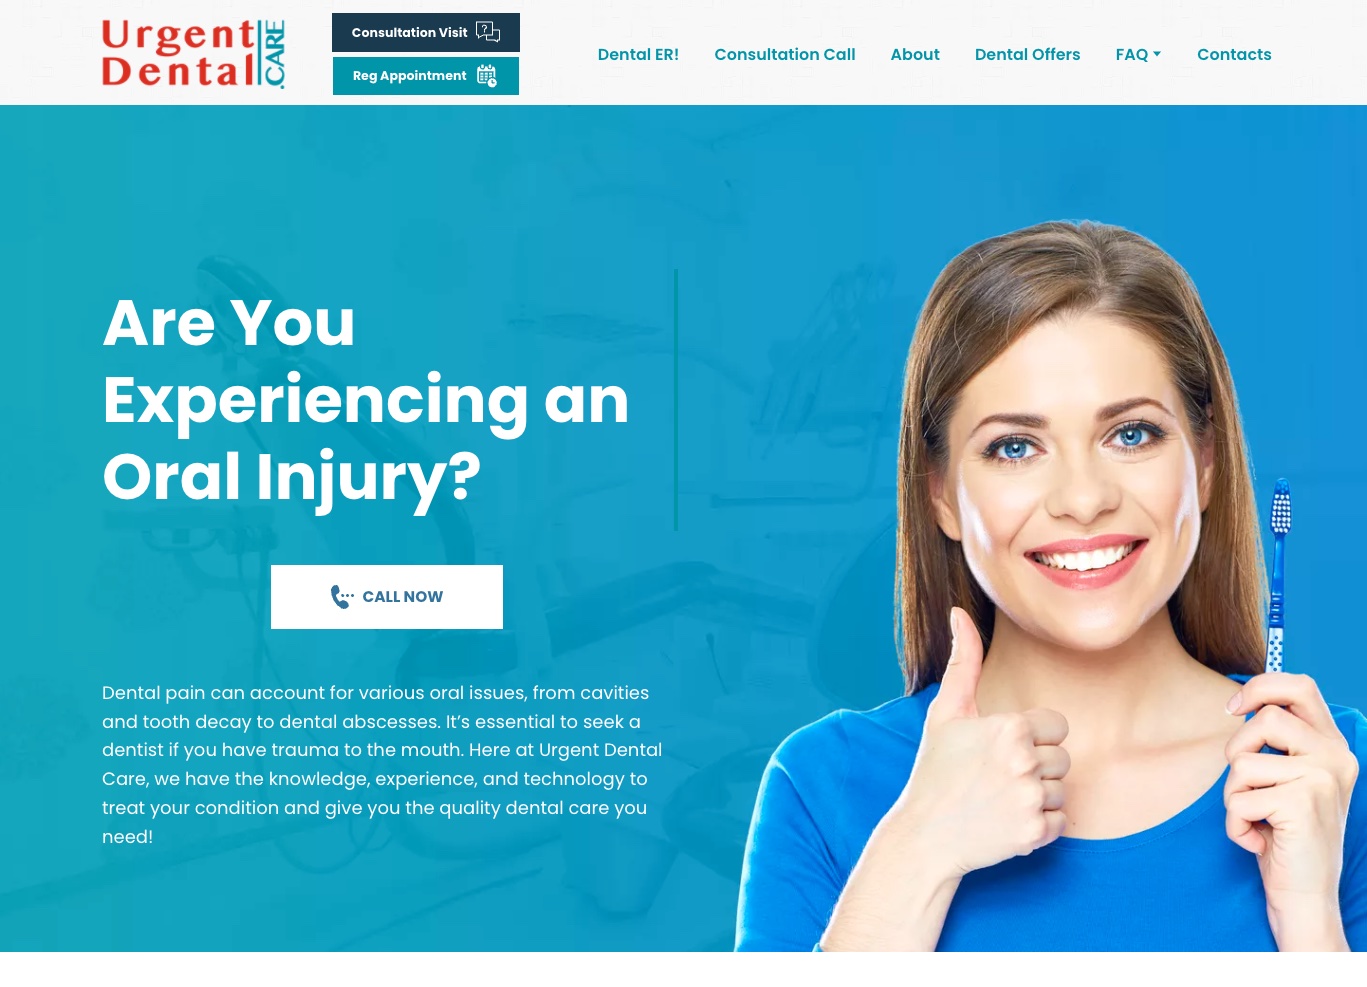 Urgent
Dental
CARE
Consultation Visit
Reg Appointment
Dental ER!
Consultation Call
About
Dental Offers
FAQ
Contacts
Are You
Experiencing an
Oral Injury?
CALL NOW
Dental pain can account for various oral issues, from cavities
and tooth decay to dental abscesses. It’s essential to seek a
dentist if you have trauma to the mouth. Here at Urgent Dental
Care, we have the knowledge, experience, and technology to
treat your condition and give you the quality dental care you
need!